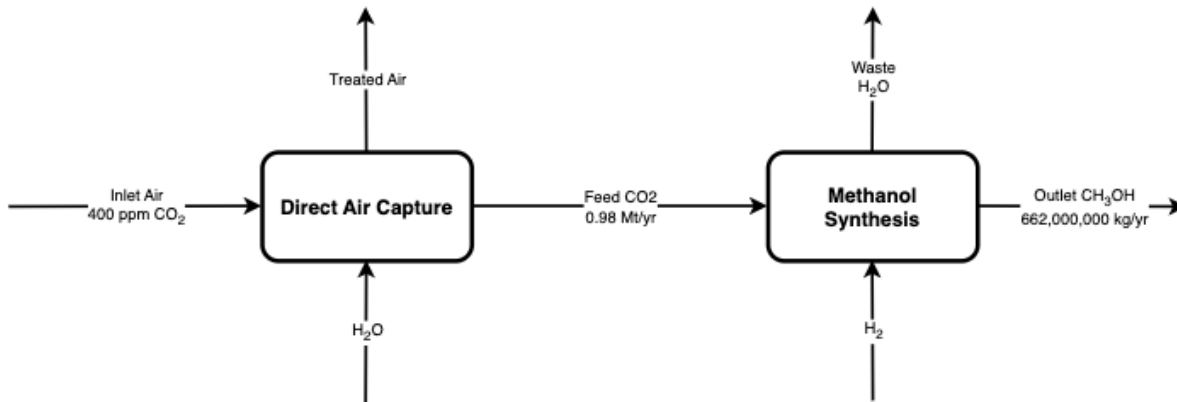 Treated Air
Waste
H₂O
Inlet Air
400 ppm CO₂
Direct Air Capture
Feed CO2
0.98 Mt/yr
Methanol
Synthesis
Outlet CH₃OH
662,000,000 kg/yr
H₂O
H₂